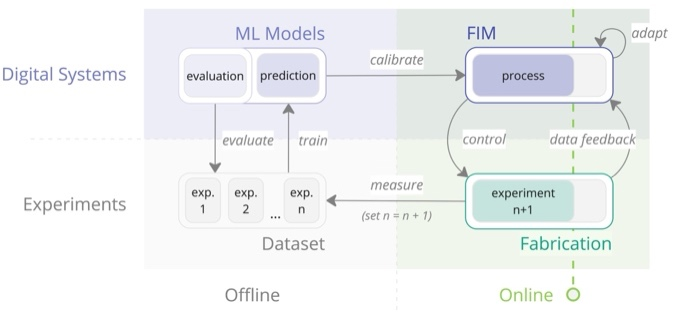 ML Models
FIM
adapt
Digital Systems
evaluation
prediction
calibrate
process
evaluate
train
control
data feedback
Experiments
exp.
1
exp.
2
...
exp.
n
measure
(set n = n + 1)
experiment
n+1
Dataset
Fabrication
Offline
Online